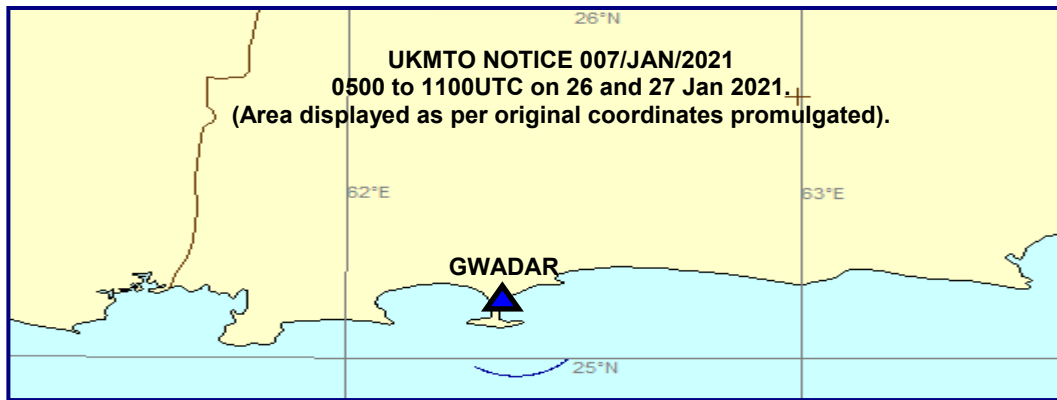 26°N
UKMTO NOTICE 007/JAN/2021
0500 to 1100UTC on 26 and 27 Jan 2021.
(Area displayed as per original coordinates promulgated).
62°E
63°E
GWADAR
25°N